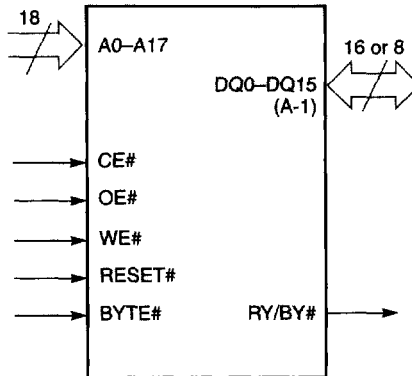 18
A0–A17
16 or 8
DQ0–DQ15
(A-1)
CE#
OE#
WE#
RESET#
BYTE#
RY/BY#